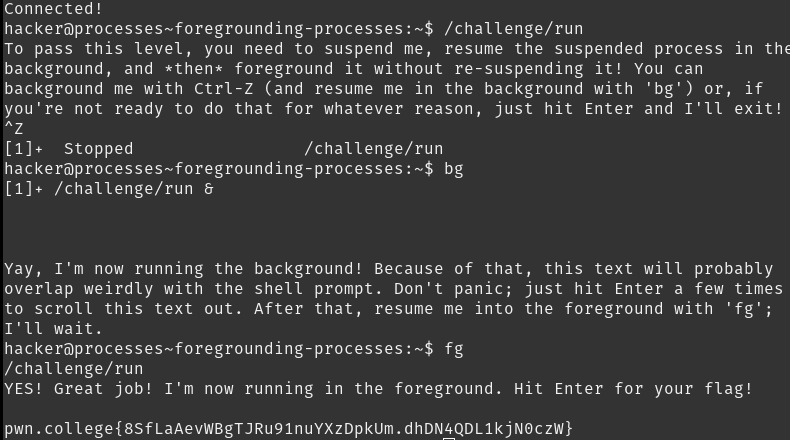 Connected!
hacker@processes~foregrounding-processes:~$ /challenge/run
To pass this level, you need to suspend me, resume the suspended process in the
background, and *then* foreground it without re-suspending it! You can
background me with Ctrl-Z (and resume me in the background with 'bg') or, if
you're not ready to do that for whatever reason, just hit Enter and I'll exit!
^Z
[1]+  Stopped                 /challenge/run
hacker@processes~foregrounding-processes:~$ bg
[1]+ /challenge/run &
Yay, I'm now running the background! Because of that, this text will probably
overlap weirdly with the shell prompt. Don't panic; just hit Enter a few times
to scroll this text out. After that, resume me into the foreground with 'fg';
I'll wait.
hacker@processes~foregrounding-processes:~$ fg
/challenge/run
YES! Great job! I'm now running in the foreground. Hit Enter for your flag!
pwn.college{8SfLaAevWBgTJRu91nuYXzDpkUm.dhDN4QDL1kjN0czW}